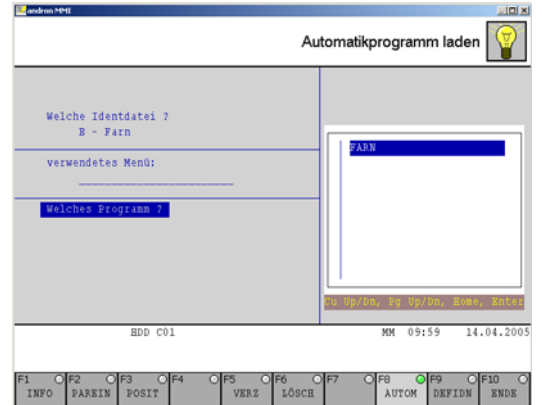 andron MMI
Automatikprogramm laden
Welche Identdatei ?
B - Farn
verwendetes Menü:
Welches Programm ?
FARN
Cu Up/Dn, Pg Up/Dn, Home, Enter
HDD C01 MM 09:59 14.04.2005
F1 F2 F3 F4 F5 F6 F7 F8 F9 F10
INFO PAREIN POSIT VERZ LÖSCH AUTOM DEFIDN ENDE